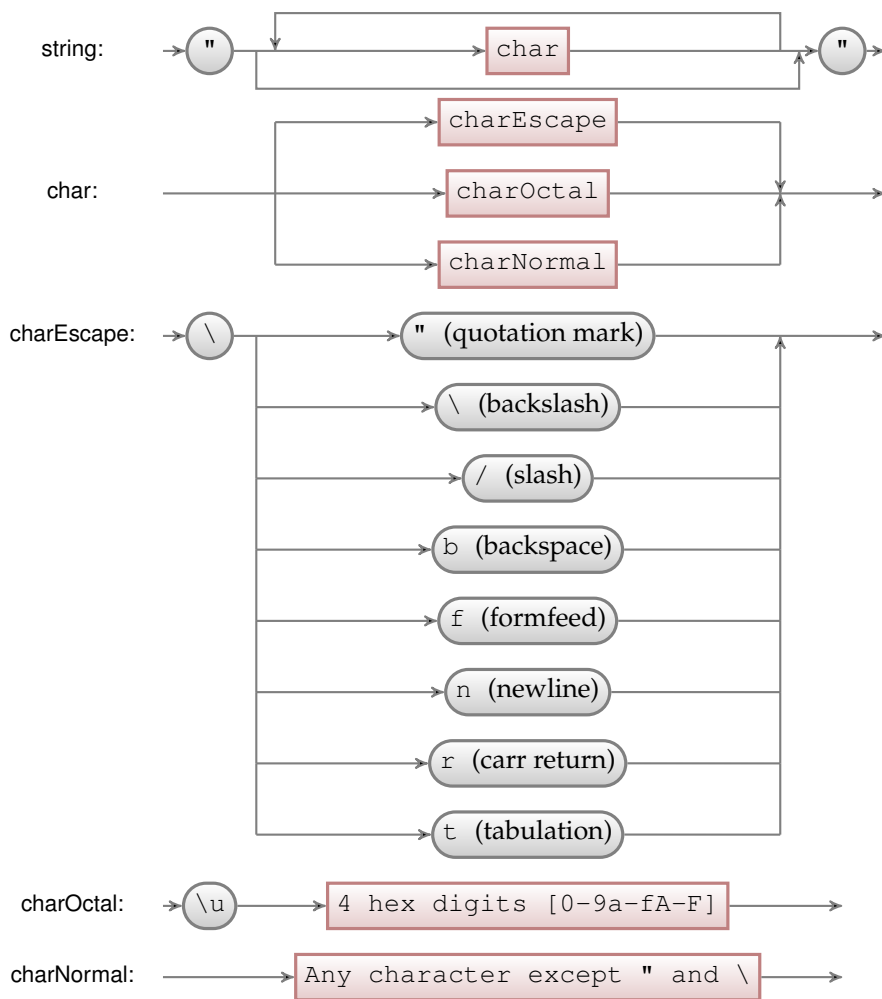 string: " char "
charEscape
char: charOctal
charNormal
charEscape: \ " (quotation mark)
\ (backslash)
/ (slash)
b (backspace)
f (formfeed)
n (newline)
r (carr return)
t (tabulation)
charOctal: \u 4 hex digits [0-9a-fA-F]
charNormal: Any character except " and \